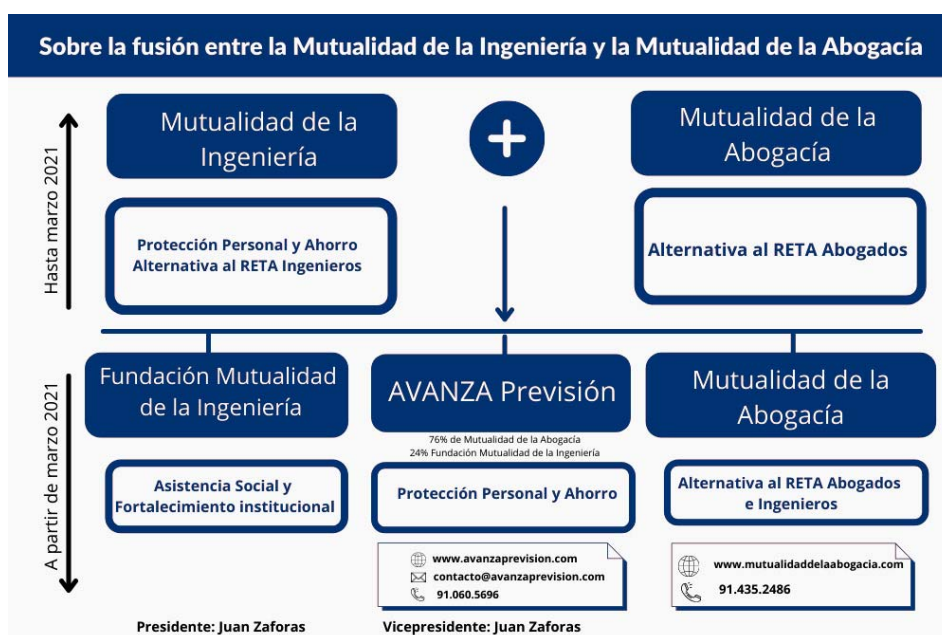 Sobre la fusión entre la Mutualidad de la Ingeniería y la Mutualidad de la Abogacía
Hasta marzo 2021
Mutualidad de la
Ingeniería
+
Mutualidad de la
Abogacía
Protección Personal y Ahorro
Alternativa al RETA Ingenieros
Alternativa al RETA Abogados
A partir de marzo 2021
Fundación Mutualidad
de la Ingeniería
AVANZA Previsión
Mutualidad de la
Abogacía
76% de Mutualidad de la Abogacía
24% Fundación Mutualidad de la Ingeniería
Asistencia Social y
Fortalecimiento institucional
Protección Personal y Ahorro
Alternativa al RETA Abogados
e Ingenieros
www.avanzaprevision.com
contacto@avanzaprevision.com
91.060.5696
www.mutualidaddelaabogacia.com
91.435.2486
Presidente: Juan Zaforas
Vicepresidente: Juan Zaforas